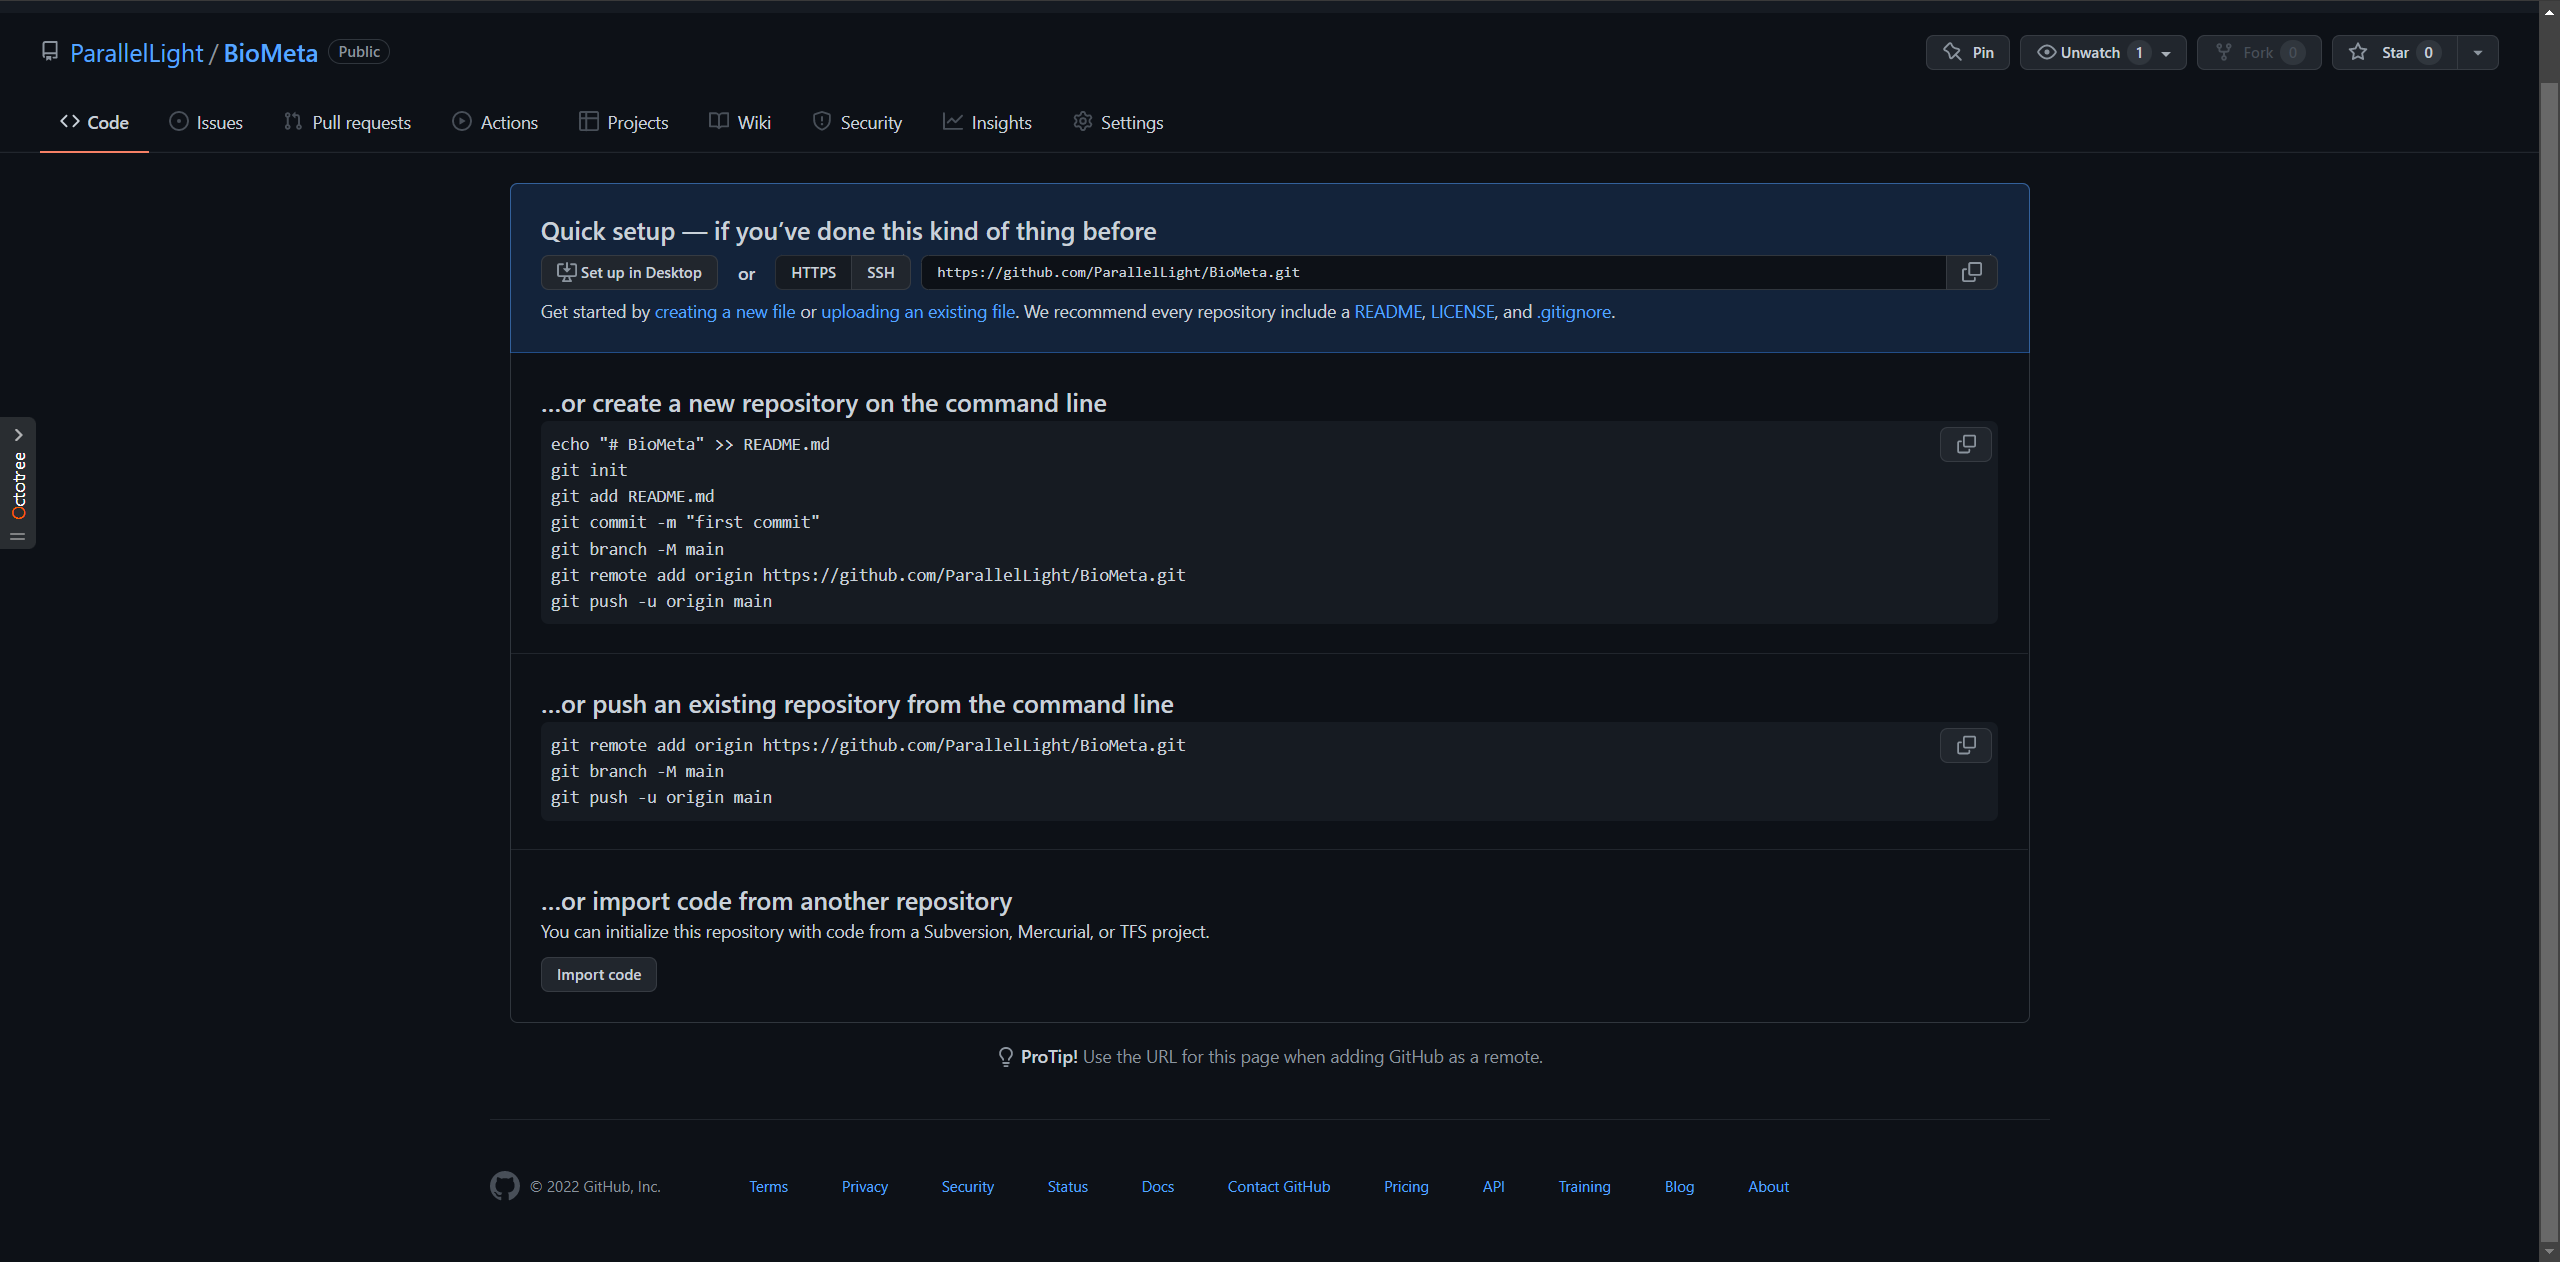 ParallelLight / BioMeta Public
Pin Unwatch 1 Fork 0 Star 0
Code Issues Pull requests Actions Projects Wiki Security Insights Settings
Quick setup — if you’ve done this kind of thing before
Set up in Desktop or HTTPS SSH https://github.com/ParallelLight/BioMeta.git
Get started by creating a new file or uploading an existing file. We recommend every repository include a README, LICENSE, and .gitignore.
…or create a new repository on the command line
echo "# BioMeta" >> README.md
git init
git add README.md
git commit -m "first commit"
git branch -M main
git remote add origin https://github.com/ParallelLight/BioMeta.git
git push -u origin main
Octotree
…or push an existing repository from the command line
git remote add origin https://github.com/ParallelLight/BioMeta.git
git branch -M main
git push -u origin main
…or import code from another repository
You can initialize this repository with code from a Subversion, Mercurial, or TFS project.
Import code
ProTip! Use the URL for this page when adding GitHub as a remote.
© 2022 GitHub, Inc. Terms Privacy Security Status Docs Contact GitHub Pricing API Training Blog About